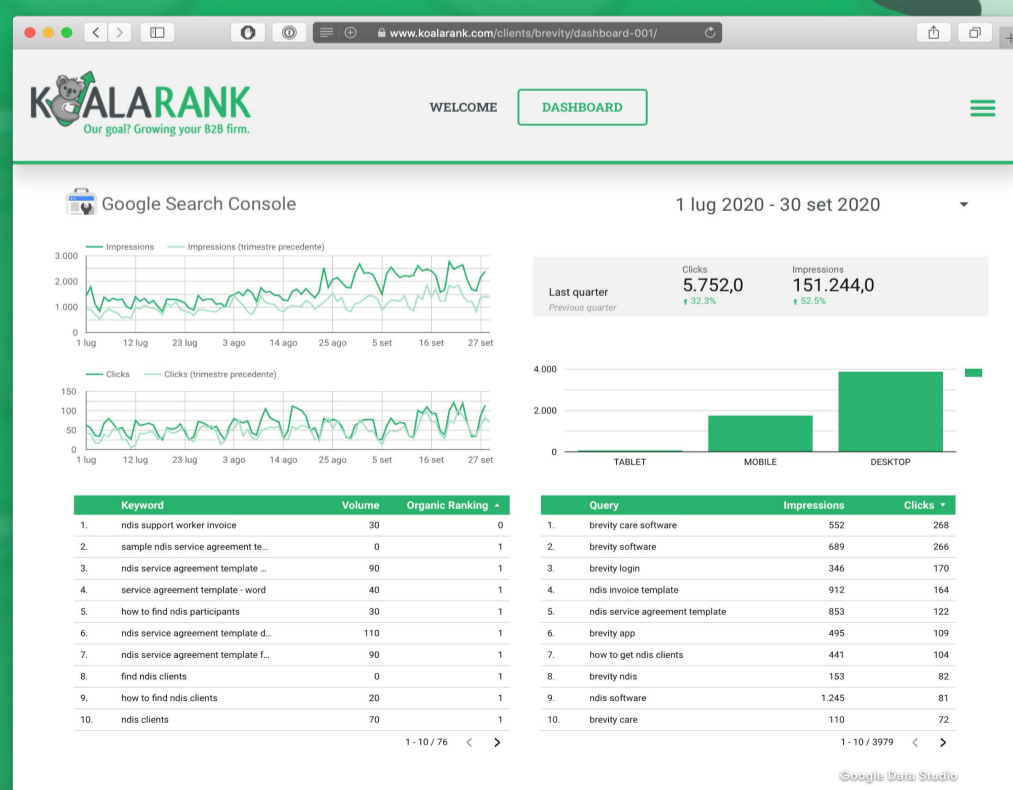 www.koalarank.com/clients/brevity/dashboard-001/
KOALARANK
Our goal? Growing your B2B firm.
WELCOME
DASHBOARD
Google Search Console
1 lug 2020 - 30 set 2020
Impressions Impressions (trimestre precedente)
3.000
2.000
1.000
0
1 lug 12 lug 23 lug 3 ago 14 ago 25 ago 5 set 16 set 27 set
Clicks Impressions
Last quarter 5.752,0 151.244,0
Previous quarter 32.3% 52.5%
Clicks Clicks (trimestre precedente)
150
100
50
0
1 lug 12 lug 23 lug 3 ago 14 ago 25 ago 5 set 16 set 27 set
4.000
2.000
0
TABLET MOBILE DESKTOP
Keyword Volume Organic Ranking
1. ndis support worker invoice 30 0
2. sample ndis service agreement te... 0 1
3. ndis service agreement template ... 90 1
4. service agreement template - word 40 1
5. how to find ndis participants 30 1
6. ndis service agreement template d... 110 1
7. ndis service agreement template f... 90 1
8. find ndis clients 0 1
9. how to find ndis clients 20 1
10. ndis clients 70 1
1 - 10 / 76
Query Impressions Clicks
1. brevity care software 552 268
2. brevity software 689 266
3. brevity login 346 170
4. ndis invoice template 912 164
5. ndis service agreement template 853 122
6. brevity app 495 109
7. how to get ndis clients 441 104
8. brevity ndis 153 82
9. ndis software 1.245 81
10. brevity care 110 72
1 - 10 / 3979
Google Data Studio